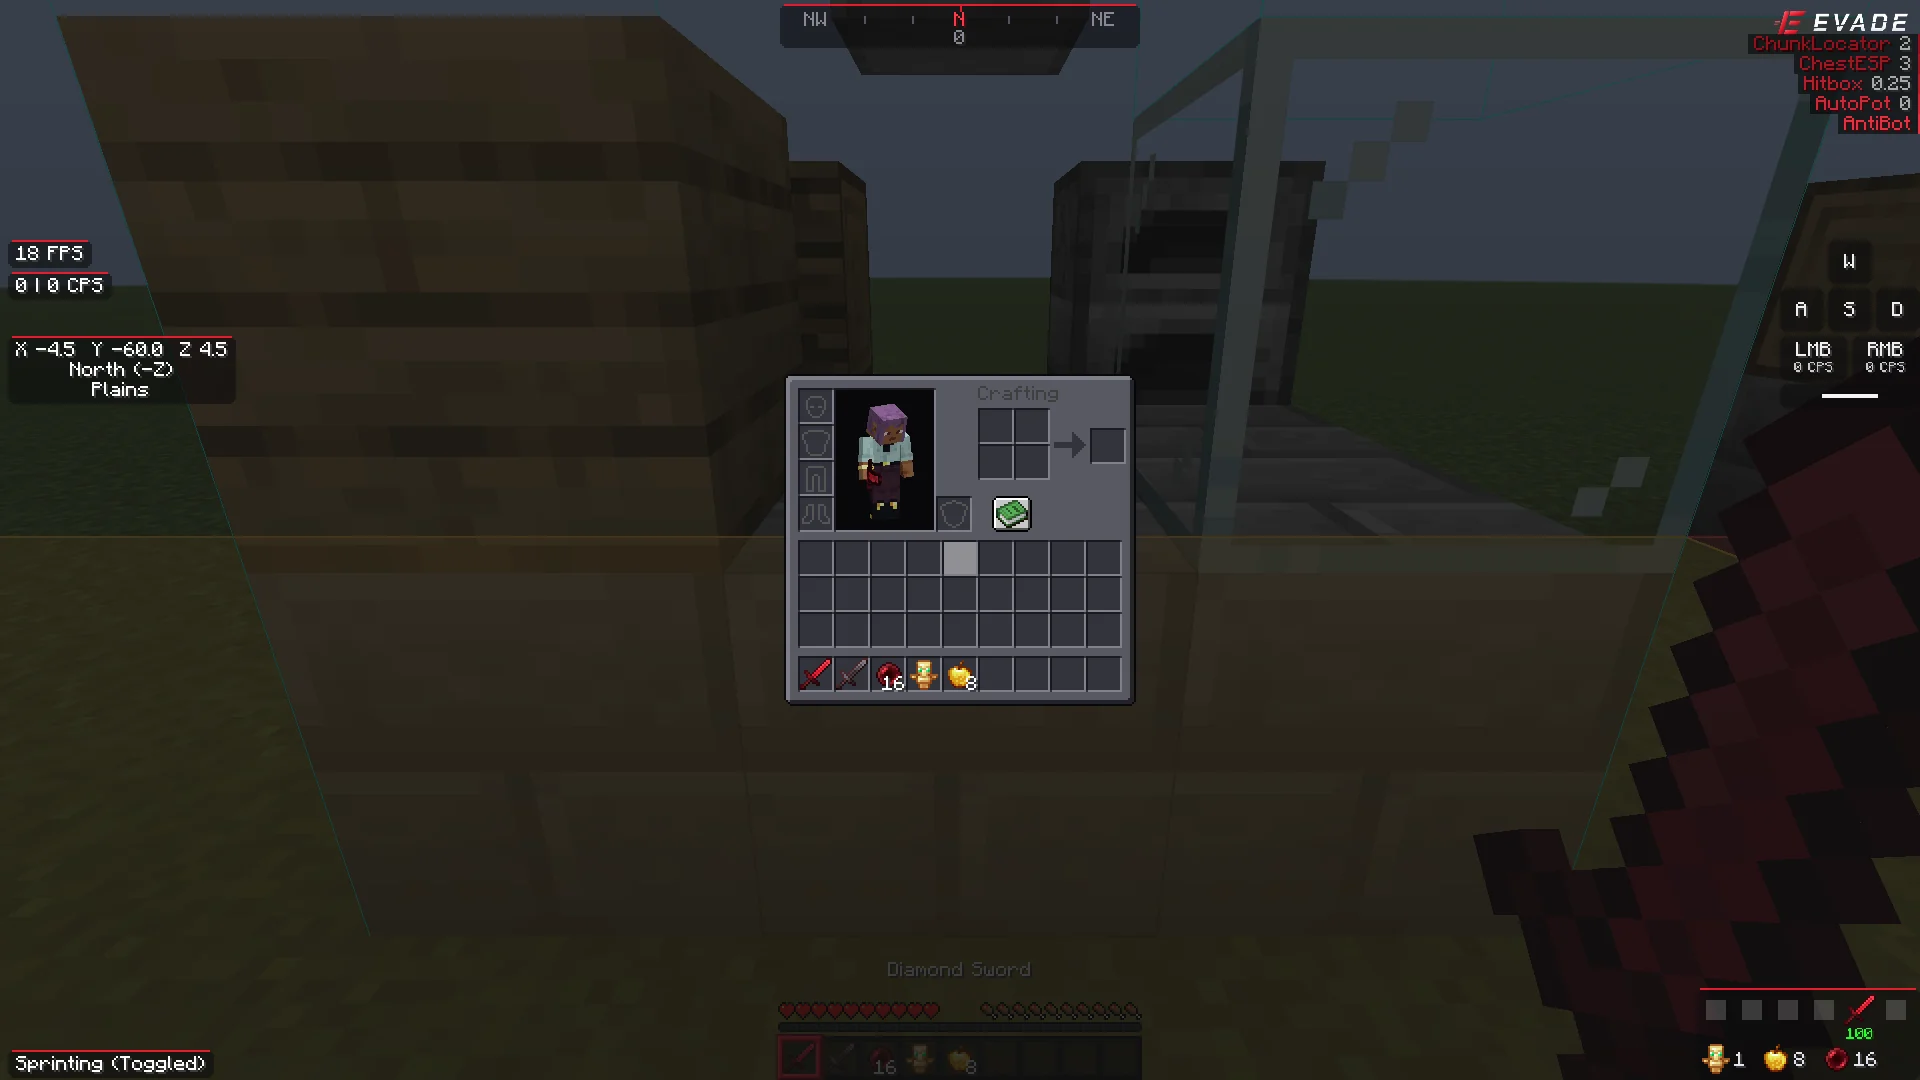 NW N NE
0
EVADE
ChunkLocator 2
ChestESP 3
Hitbox 0.25
AutoPot 0
AntiBot
18 FPS
0 | 0 CPS
X -4.5 Y -60.0 Z 4.5
North (-Z)
Plains
W
A S D
LMB RMB
0 CPS 0 CPS
Crafting
16 8
Diamond Sword
16 8
100
1 8 16
Sprinting (Toggled)